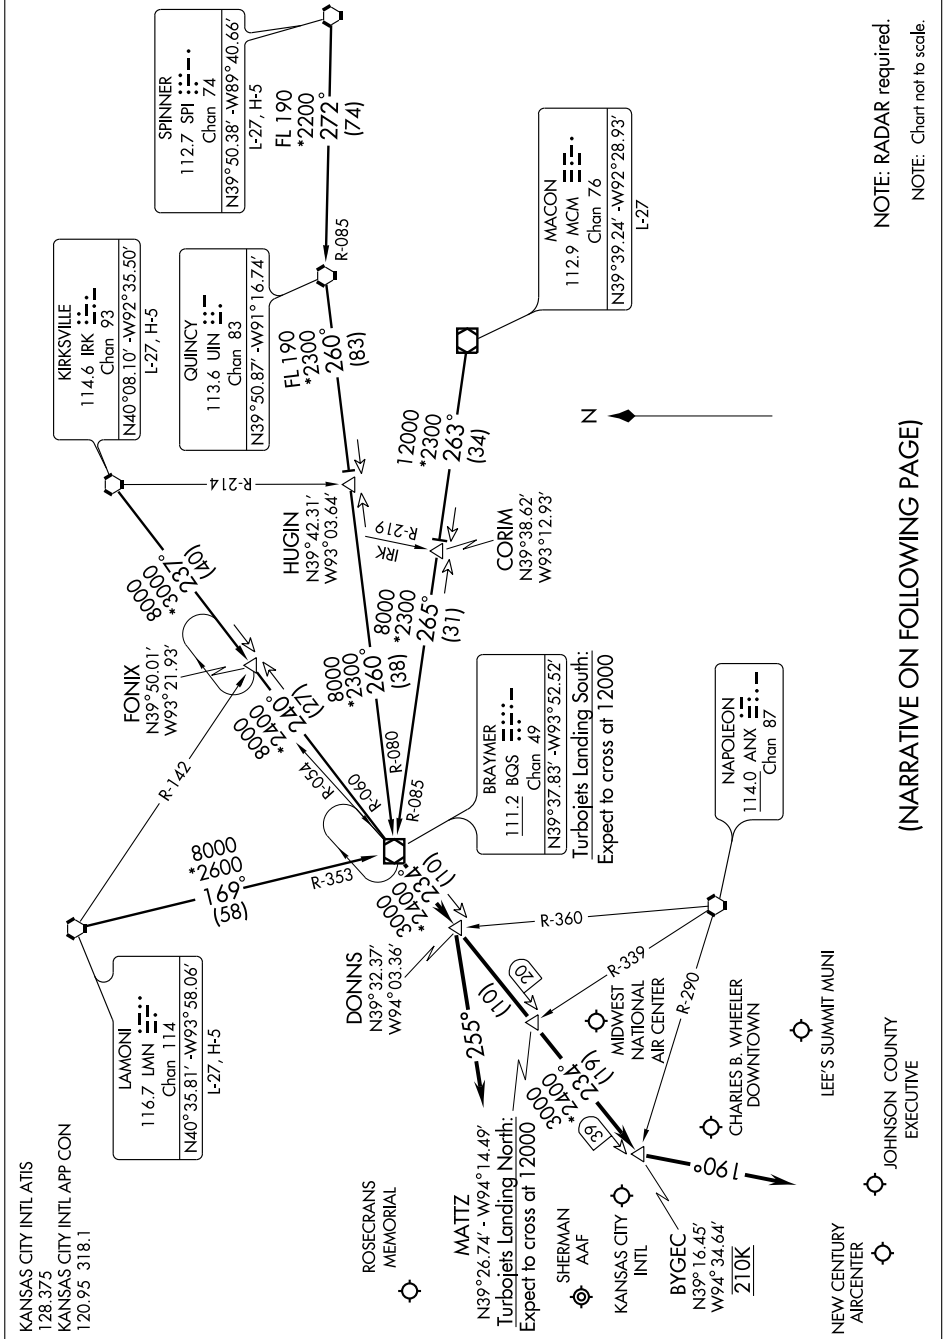 KANSAS CITY INTL ATIS
128.375
KANSAS CITY INTL APP CON
120.95 318.1
LAMONI
116.7 LMN
Chan 114
N40°35.81' -W93°58.06'
L-27, H-5
KIRKSVILLE
114.6 IRK
Chan 93
N40°08.10' -W92°35.50'
L-27, H-5
SPINNER
112.7 SPI
Chan 74
N39°50.38' -W89°40.66'
L-27, H-5
QUINCY
113.6 UIN
Chan 83
N39°50.87' -W91°16.74'
FL 190
*2200
272°
(74)
R-085
FL 190
*2300
260°
(83)
MACON
112.9 MCM
Chan 76
N39°39.24' -W92°28.93'
L-27
12000
*2300
263°
(34)
8000
*3000
237°
(40)
R-214
FONIX
N39°50.01'
W93°21.93'
HUGIN
N39°42.31'
W93°03.64'
IRK
R-219
CORIM
N39°38.62'
W93°12.93'
R-142
8000
*2400
240°
(27)
R-054
R-060
8000
*2300
260°
(38)
R-080
8000
*2300
265°
(31)
R-085
8000
*2600
169°
(58)
R-353
BRAYMER
111.2 BQS
Chan 49
N39°37.83' -W93°52.52'
Turbojets Landing South:
Expect to cross at 12000
3000
*2400
234°
(10)
DONNS
N39°32.37'
W94°03.36'
NAPOLEON
114.0 ANX
Chan 87
R-360
R-339
R-290
255°
(10)
20
MATTZ
N39°26.74' - W94°14.49'
Turbojets Landing North:
Expect to cross at 12000
3000
*2400
234°
(19)
39
BYGEC
N39°16.45'
W94°34.64'
210K
190°
ROSECRANS
MEMORIAL
SHERMAN
AAF
KANSAS CITY
INTL
MIDWEST
NATIONAL
AIR CENTER
CHARLES B. WHEELER
DOWNTOWN
LEE'S SUMMIT MUNI
JOHNSON COUNTY
EXECUTIVE
NEW CENTURY
AIRCENTER
N
NOTE: RADAR required.
NOTE: Chart not to scale.
(NARRATIVE ON FOLLOWING PAGE)